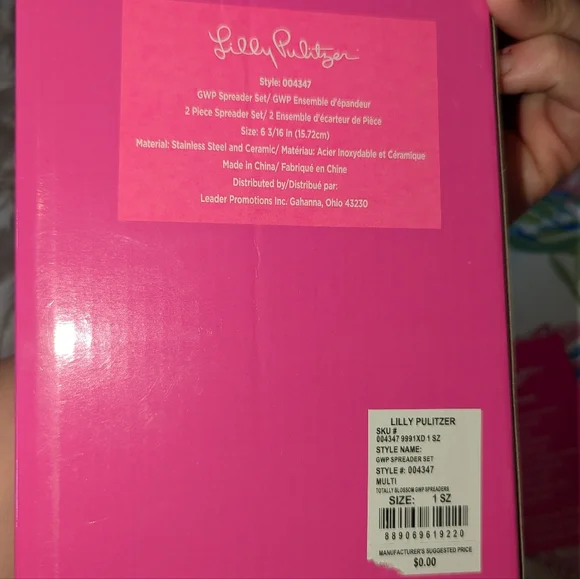 Lilly Pulitzer
Style: 004347
GWP Spreader Set/ GWP Ensemble d'épandeur
2 Piece Spreader Set/ 2 Ensemble d'écarteur de Pièce
Size: 6 3/16 in (15.72cm)
Material: Stainless Steel and Ceramic/ Matériau: Acier Inoxydable et Céramique
Made in China/ Fabriqué en Chine
Distributed by/Distribué par:
Leader Promotions Inc. Gahanna, Ohio 43230
LILLY PULITZER
SKU #
004347 9991XD 1 SZ
STYLE NAME:
GWP SPREADER SET
STYLE #: 004347
MULTI
TOTALLY BLOSSOM GWP SPREADERS
SIZE: 1 SZ
889069619220
MANUFACTURER'S SUGGESTED PRICE
$0.00